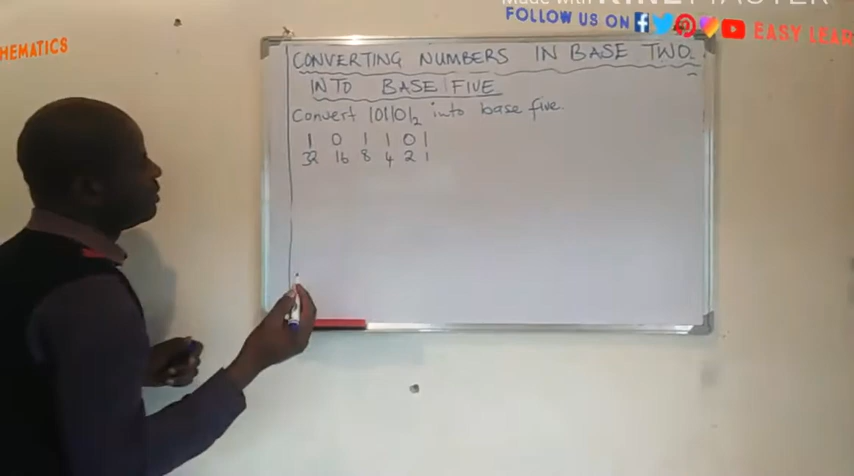 FOLLOW US ON
EASY LEAR
HEMATICS
CONVERTING NUMBERS IN BASE TWO
INTO BASE FIVE
Convert 101101₂ into base five.
1 0 1 1 0 1
32 16 8 4 2 1